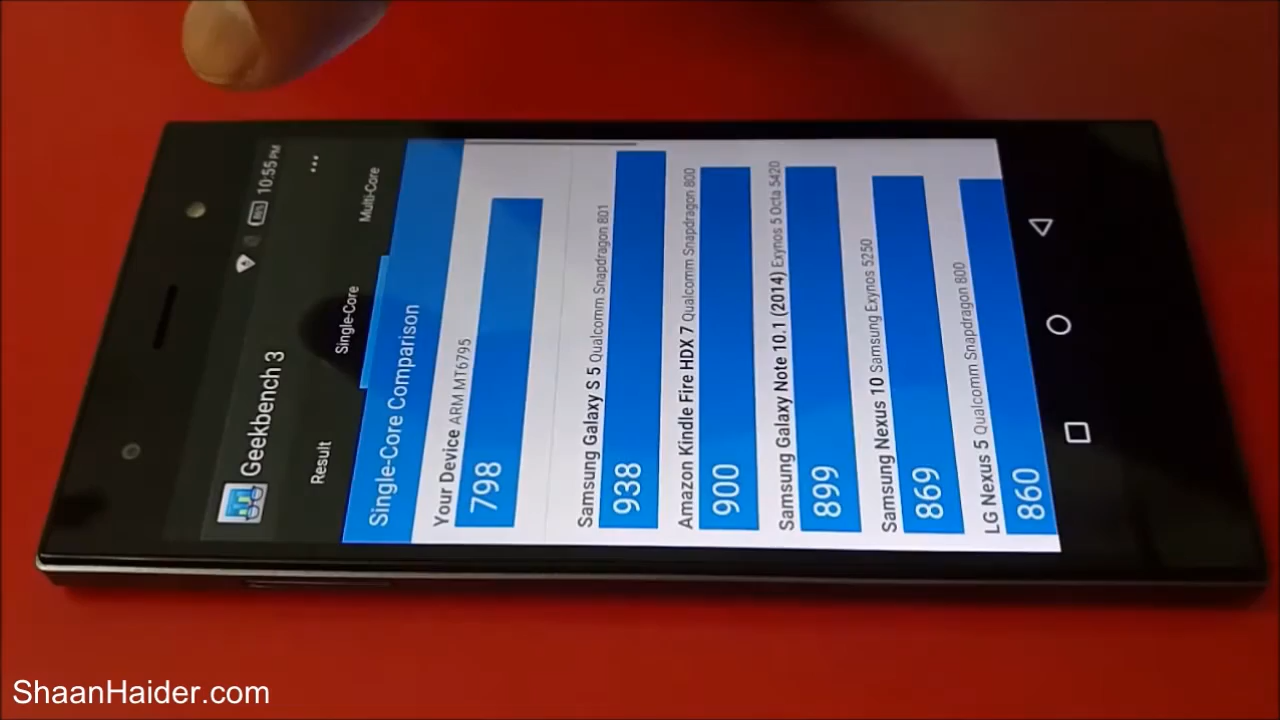 10:55 PM
Geekbench 3
Result Single-Core Multi-Core
Single-Core Comparison
Your Device ARM MT6795
798
Samsung Galaxy S 5 Qualcomm Snapdragon 801
938
Amazon Kindle Fire HDX 7 Qualcomm Snapdragon 800
900
Samsung Galaxy Note 10.1 (2014) Exynos 5 Octa 5420
899
Samsung Nexus 10 Samsung Exynos 5250
869
LG Nexus 5 Qualcomm Snapdragon 800
860
ShaanHaider.com